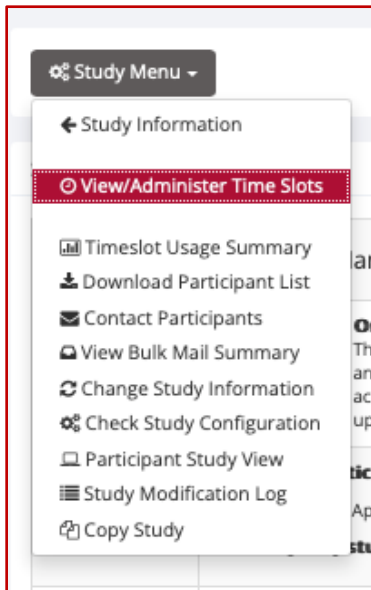 Study Menu
Study Information
View/Administer Time Slots
Timeslot Usage Summary
Download Participant List
Contact Participants
View Bulk Mail Summary
Change Study Information
Check Study Configuration
Participant Study View
Study Modification Log
Copy Study